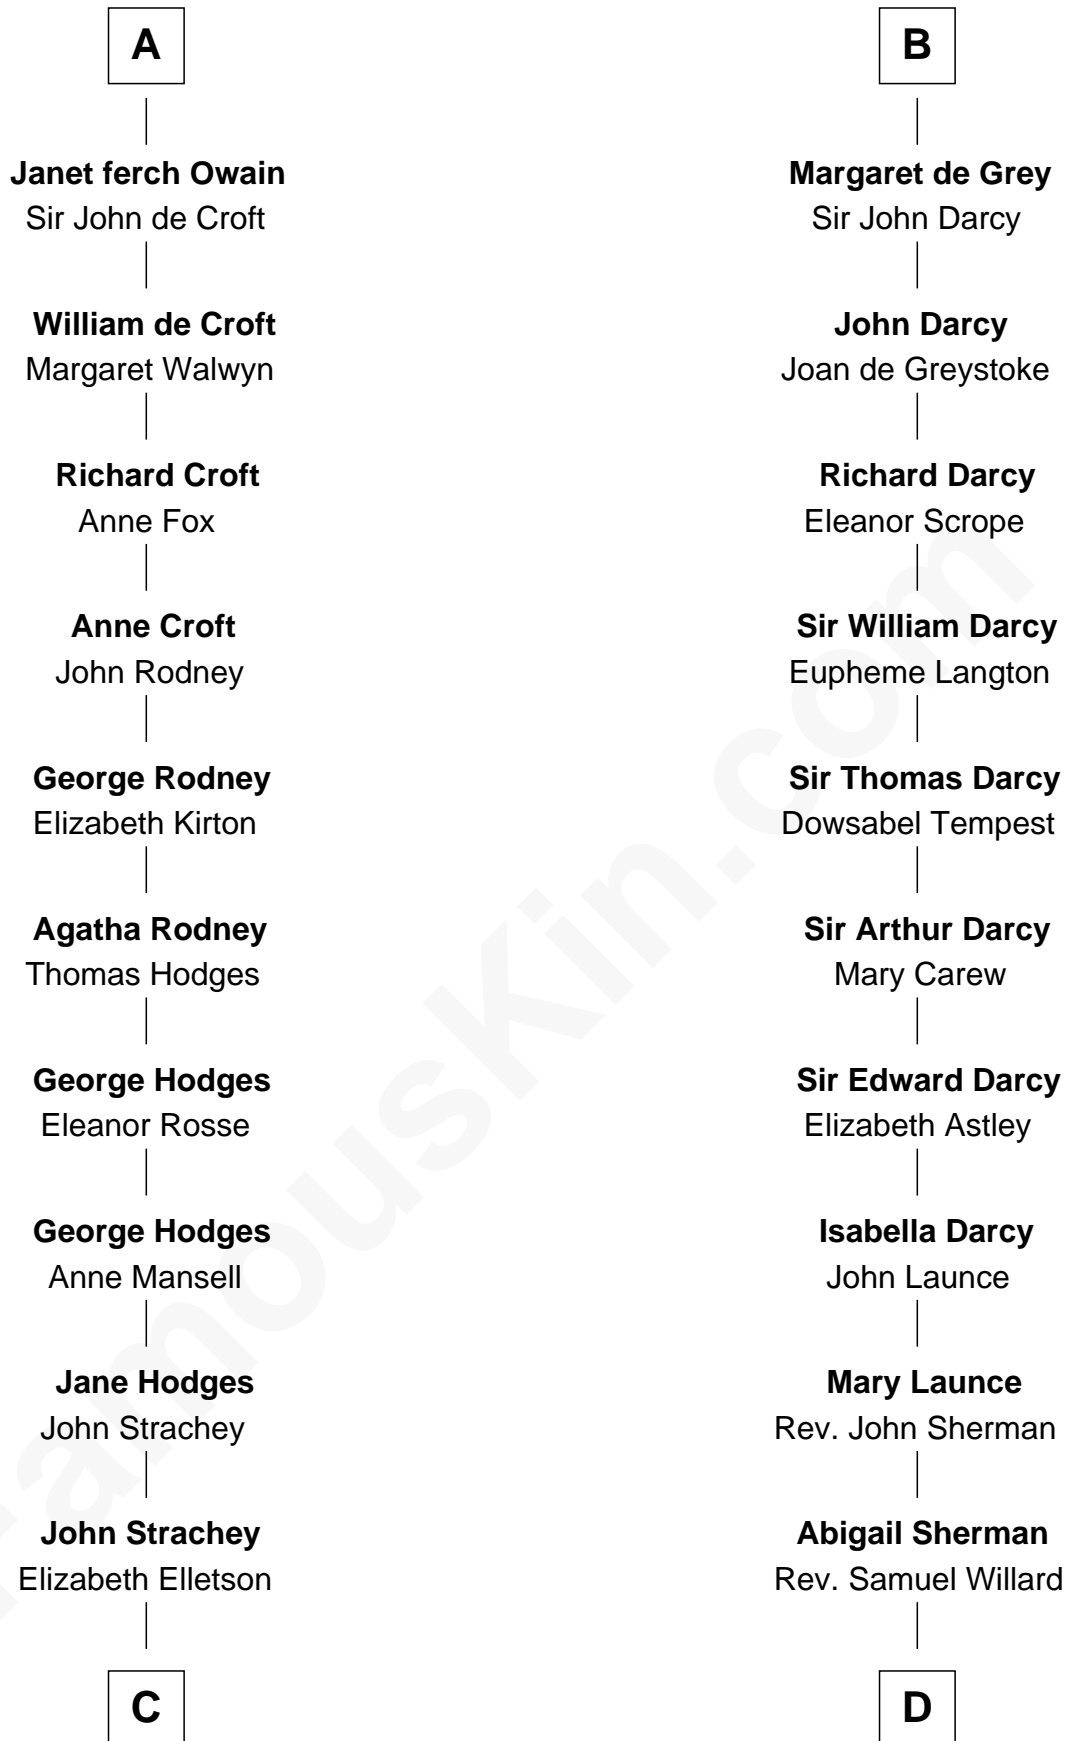 A
Janet ferch Owain
Sir John de Croft
William de Croft
Margaret Walwyn
Richard Croft
Anne Fox
Anne Croft
John Rodney
George Rodney
Elizabeth Kirton
Agatha Rodney
Thomas Hodges
George Hodges
Eleanor Rosse
George Hodges
Anne Mansell
Jane Hodges
John Strachey
John Strachey
Elizabeth Elletson
C
B
Margaret de Grey
Sir John Darcy
John Darcy
Joan de Greystoke
Richard Darcy
Eleanor Scrope
Sir William Darcy
Eupheme Langton
Sir Thomas Darcy
Dowsabel Tempest
Sir Arthur Darcy
Mary Carew
Sir Edward Darcy
Elizabeth Astley
Isabella Darcy
John Launce
Mary Launce
Rev. John Sherman
Abigail Sherman
Rev. Samuel Willard
D
FamousKin.com